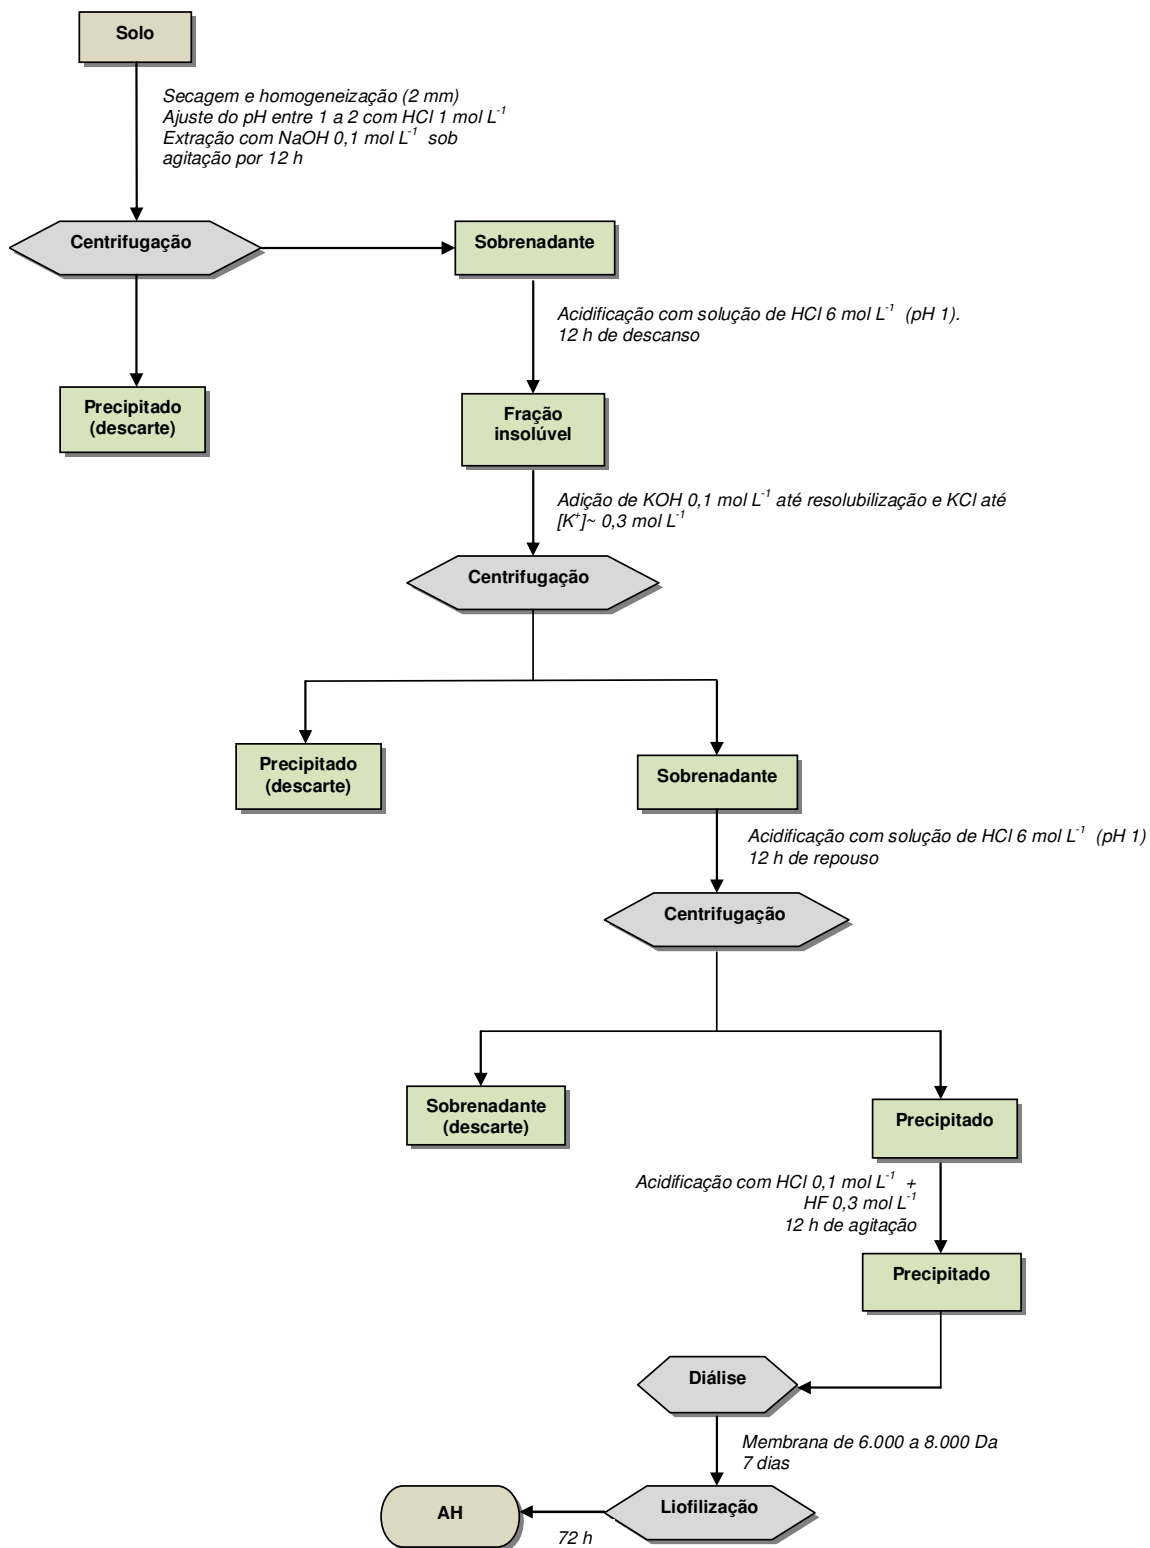 Solo
Secagem e homogeneização (2 mm)
Ajuste do pH entre 1 a 2 com HCl 1 mol L⁻¹
Extração com NaOH 0,1 mol L⁻¹ sob
agitação por 12 h
Centrifugação
Sobrenadante
Acidificação com solução de HCl 6 mol L⁻¹ (pH 1).
12 h de descanso
Precipitado
(descarte)
Fração
insolúvel
Adição de KOH 0,1 mol L⁻¹ até resolubilização e KCl até
[K⁺]~ 0,3 mol L⁻¹
Centrifugação
Precipitado
(descarte)
Sobrenadante
Acidificação com solução de HCl 6 mol L⁻¹ (pH 1)
12 h de repouso
Centrifugação
Sobrenadante
(descarte)
Precipitado
Acidificação com HCl 0,1 mol L⁻¹ +
HF 0,3 mol L⁻¹
12 h de agitação
Precipitado
Diálise
Membrana de 6.000 a 8.000 Da
7 dias
Liofilização
AH
72 h